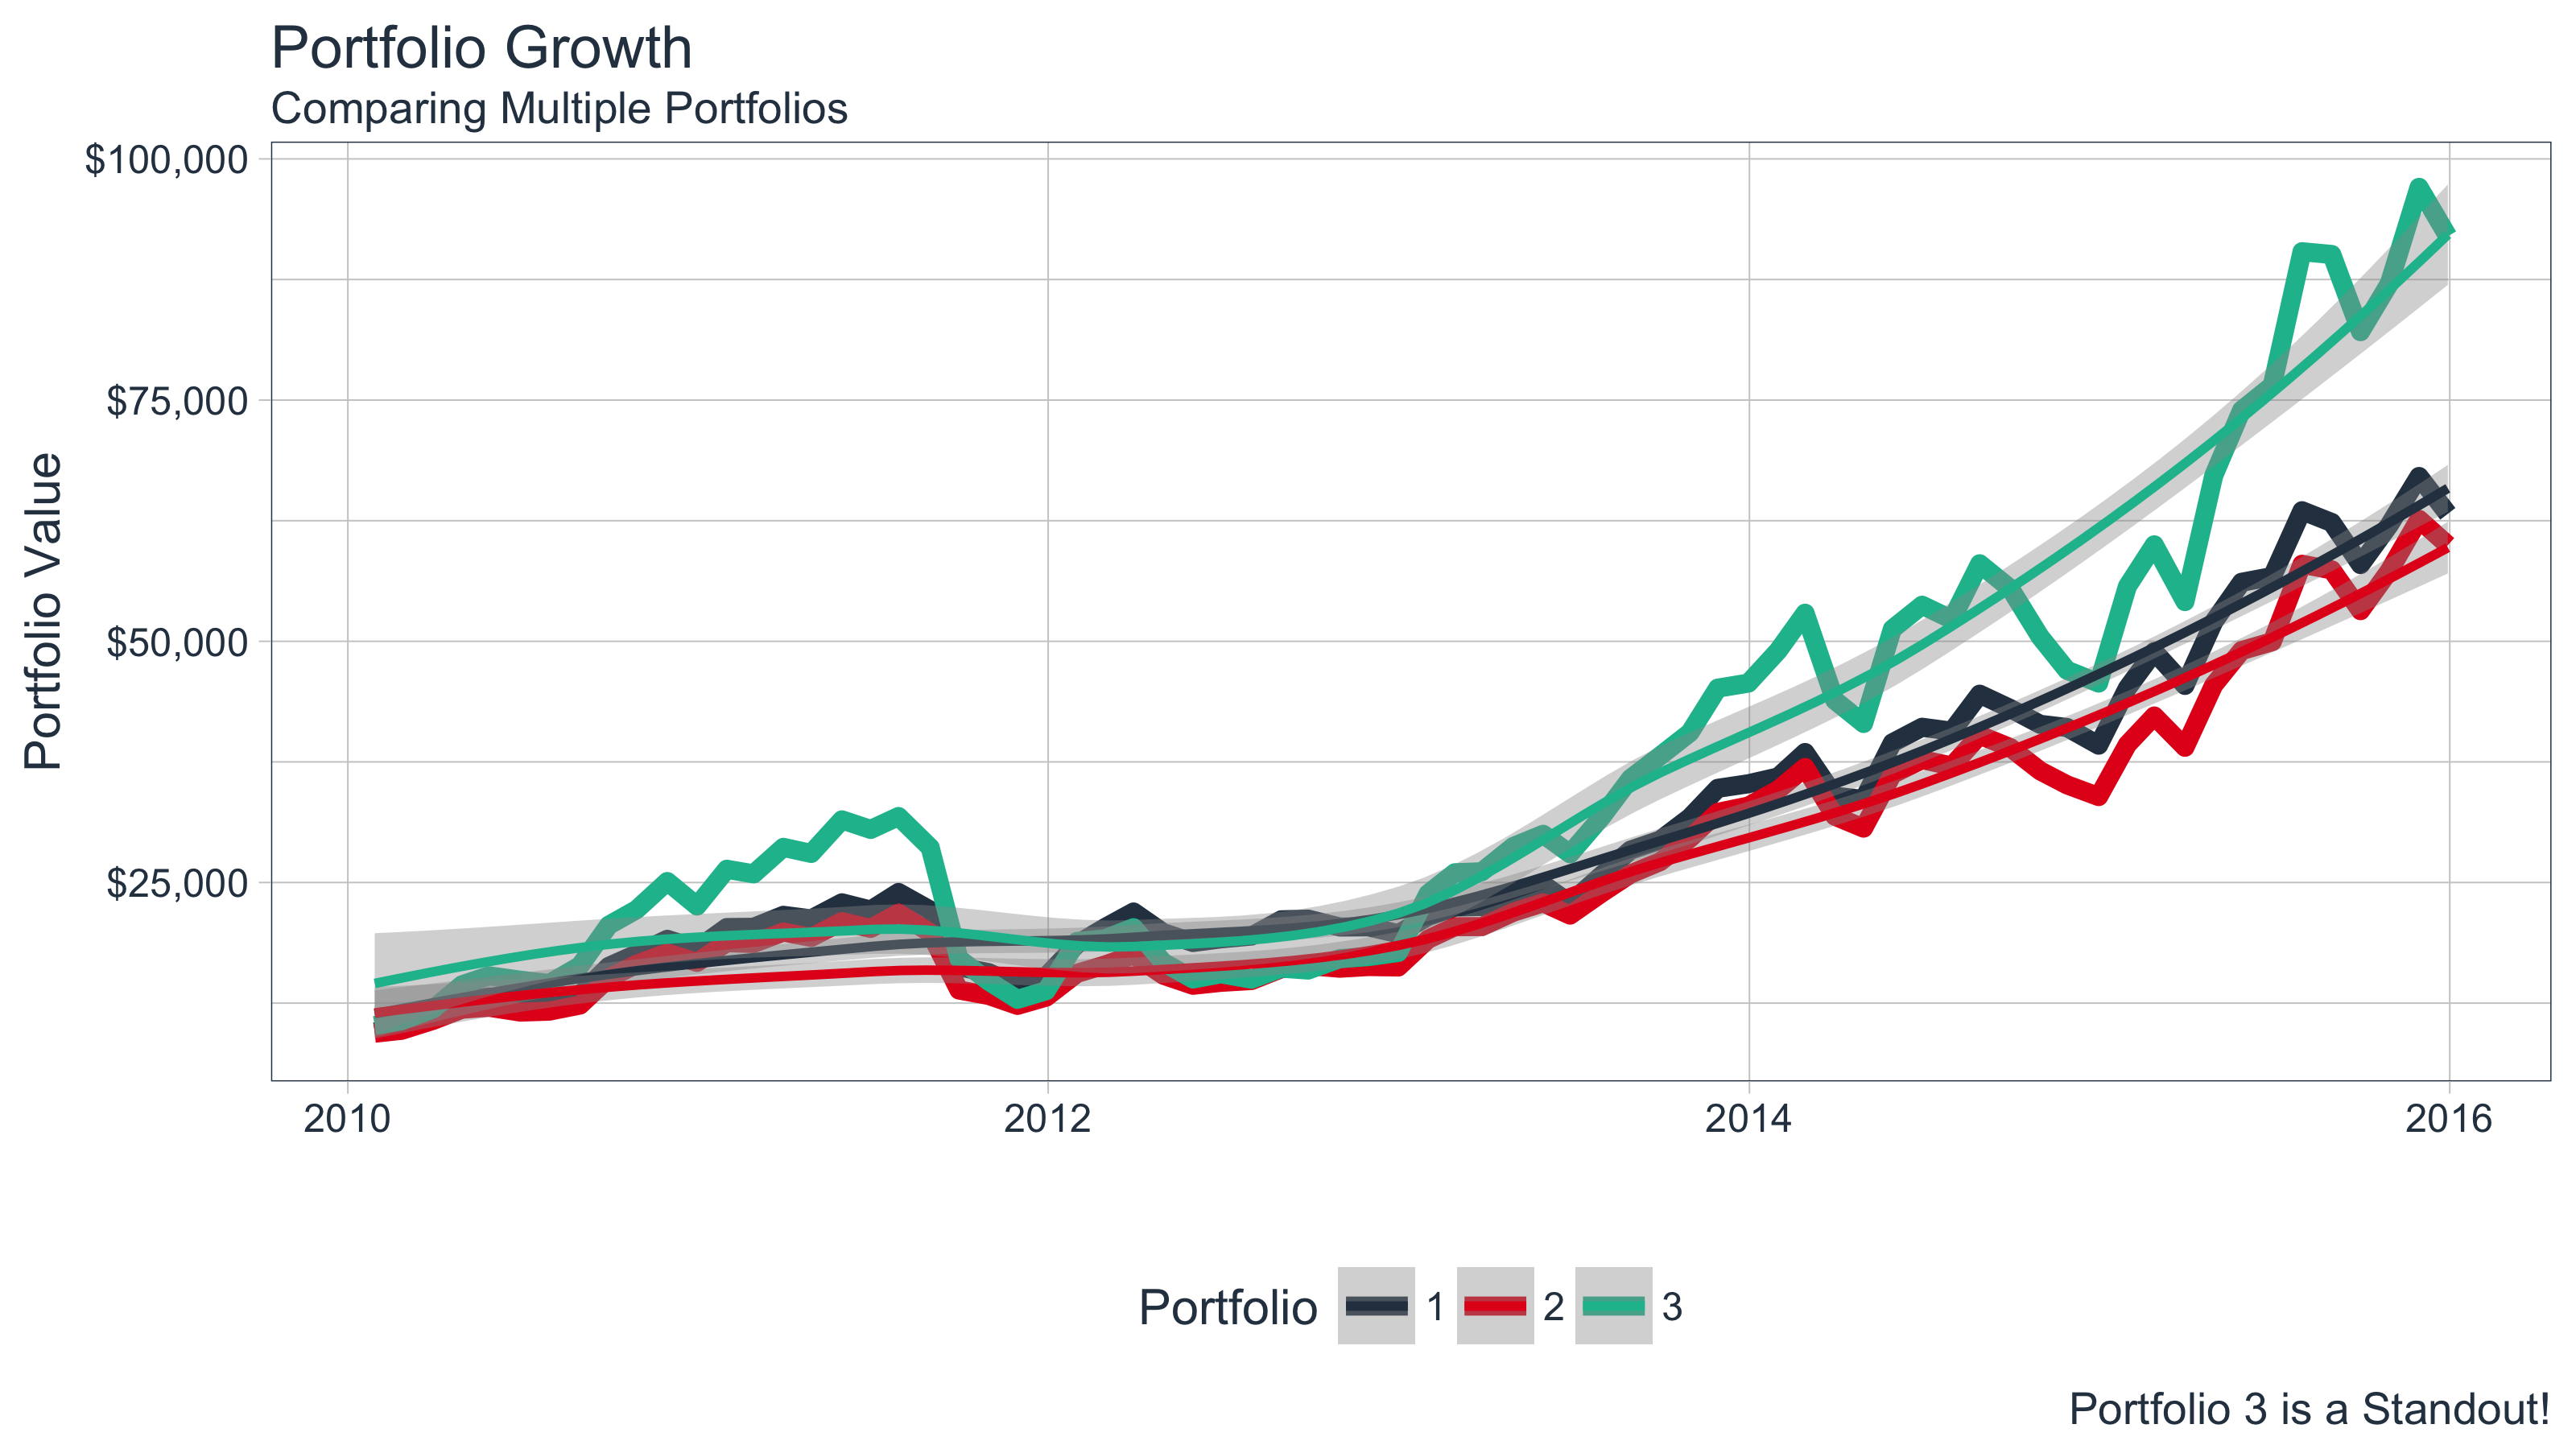 Portfolio Growth
Comparing Multiple Portfolios
$100,000
$75,000
$50,000
$25,000
Portfolio Value
2010 2012 2014 2016
Portfolio 1 2 3
Portfolio 3 is a Standout!